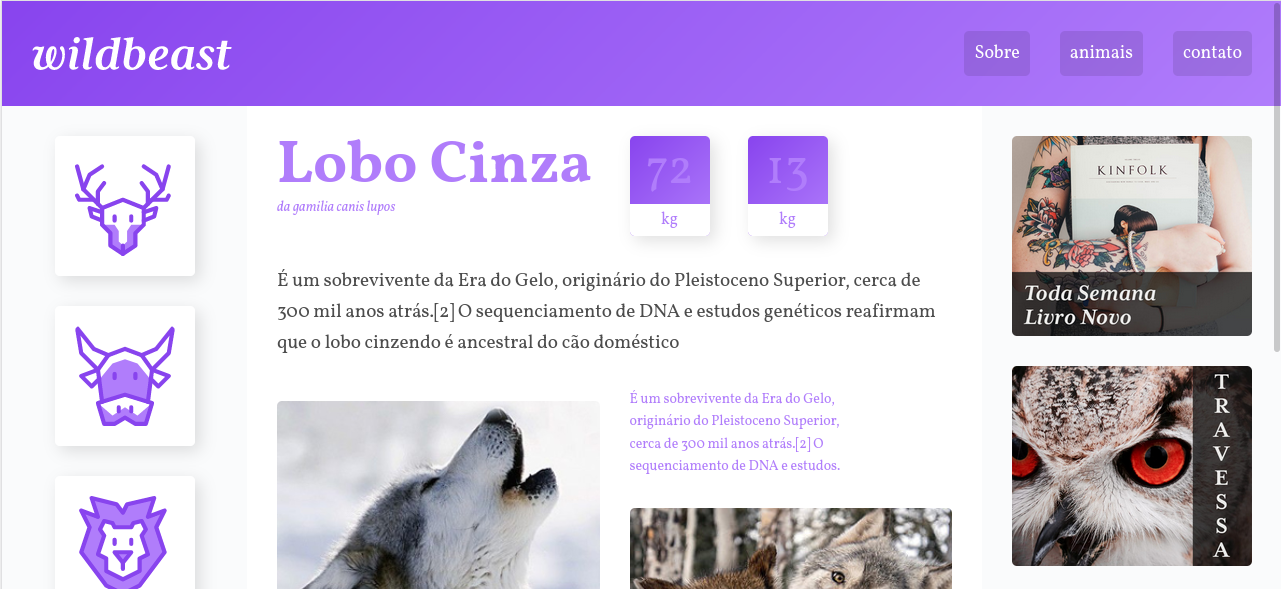 wildbeast
Sobre
animais
contato
Lobo Cinza
da gamilia canis lupos
72
kg
13
kg
É um sobrevivente da Era do Gelo, originário do Pleistoceno Superior, cerca de
300 mil anos atrás.[2] O sequenciamento de DNA e estudos genéticos reafirmam
que o lobo cinzendo é ancestral do cão doméstico
É um sobrevivente da Era do Gelo,
originário do Pleistoceno Superior,
cerca de 300 mil anos atrás.[2] O
sequenciamento de DNA e estudos.
KINFOLK
Toda Semana
Livro Novo
TRAVESSA